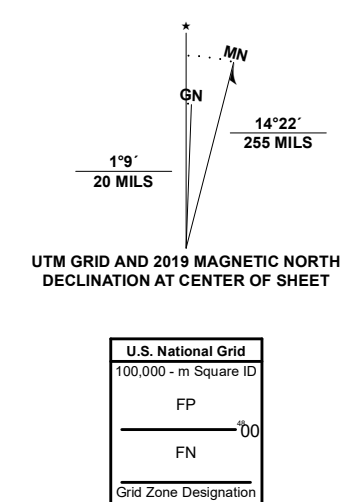 ★
MN
GN
1°9´
20 MILS
14°22´
255 MILS
UTM GRID AND 2019 MAGNETIC NORTH
DECLINATION AT CENTER OF SHEET
U.S. National Grid
100,000 - m Square ID
FP
4800
FN
Grid Zone Designation